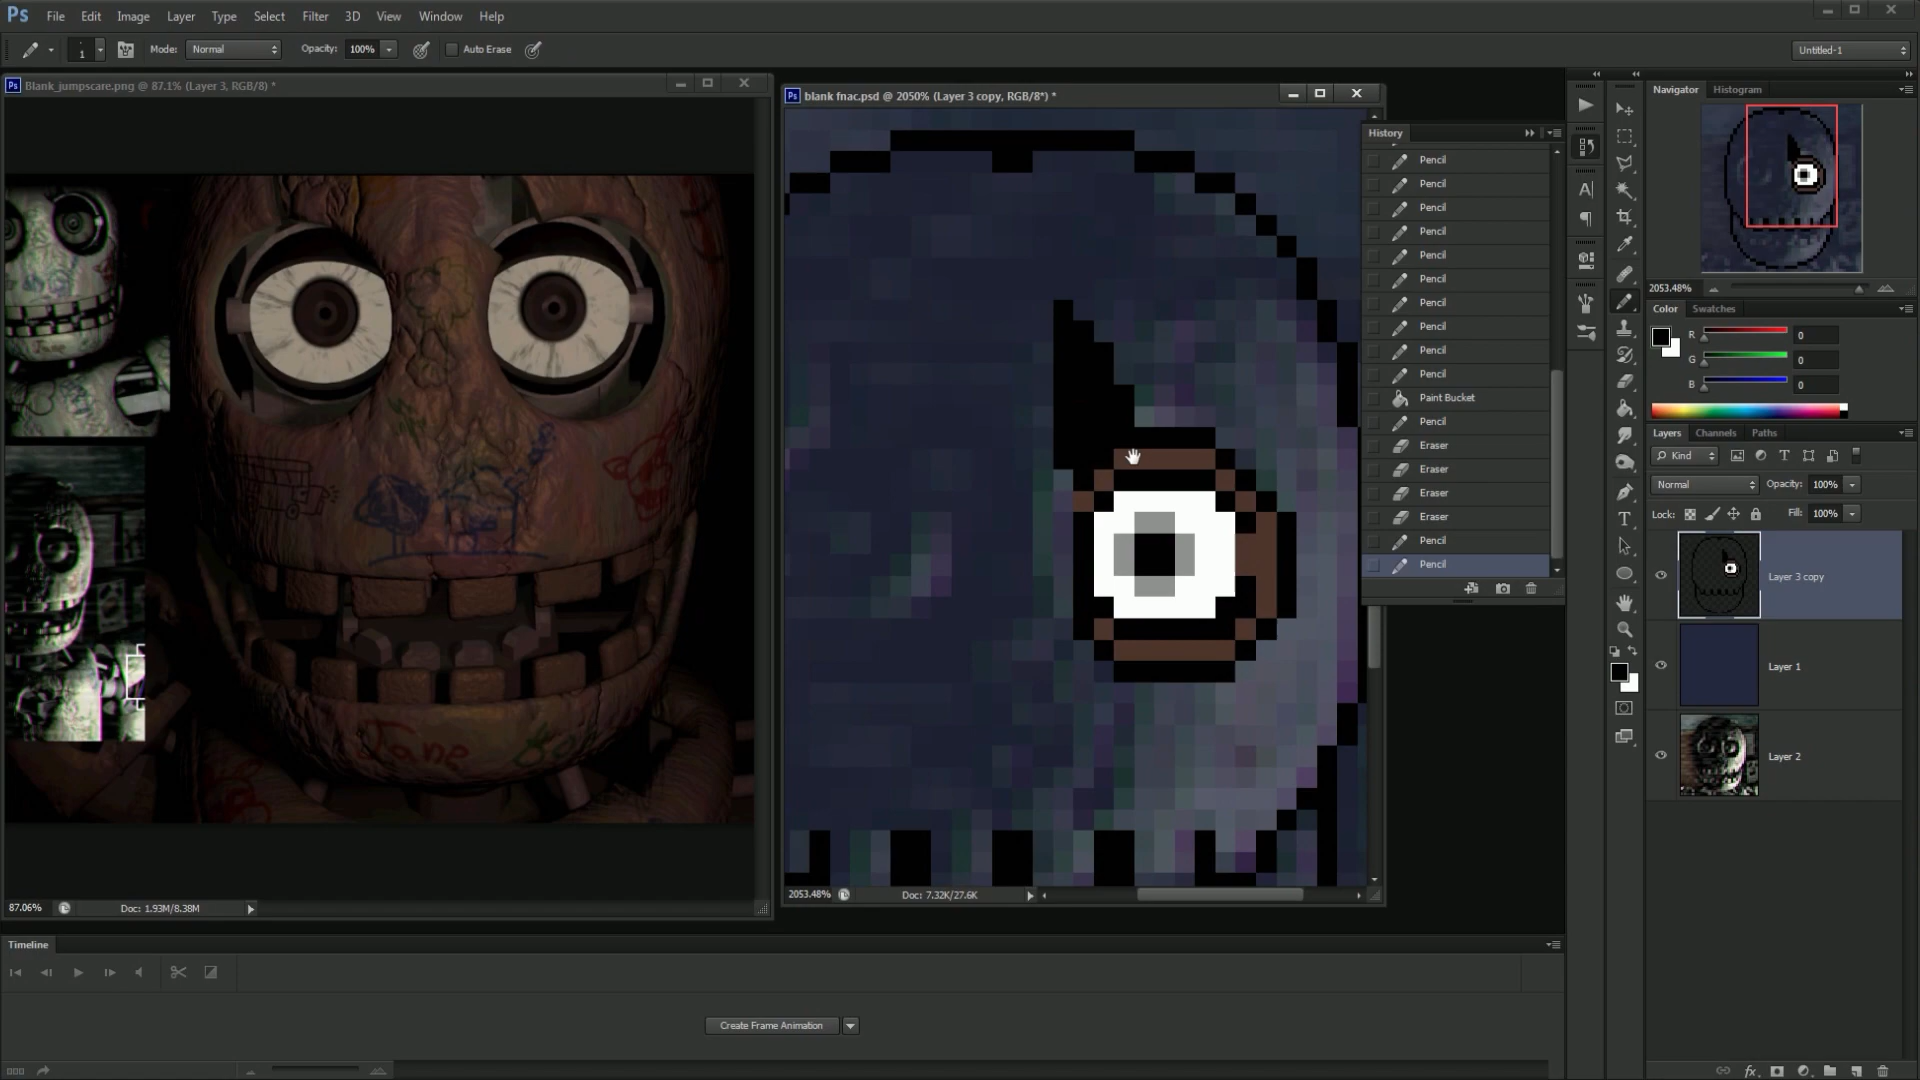 Ps File Edit Image Layer Type Select Filter 3D View Window Help
1 Mode: Normal Opacity: 100% Auto Erase Untitled-1
Ps Blank_jumpscare.png @ 87.1% (Layer 3, RGB/8) *
Ps blank fnac.psd @ 2050% (Layer 3 copy, RGB/8*) *
History
Pencil
Pencil
Pencil
Pencil
Pencil
Pencil
Pencil
Pencil
Pencil
Pencil
Paint Bucket
Pencil
Eraser
Eraser
Eraser
Eraser
Pencil
Pencil
Navigator Histogram
2053.48%
Color Swatches
R 0
G 0
B 0
Layers Channels Paths
Kind
Normal Opacity: 100%
Lock: Fill: 100%
Layer 3 copy
Layer 1
Layer 2
Jane
87.06% Doc: 1.93M/8.38M
2053.48% Doc: 7.32K/27.6K
Timeline
Create Frame Animation
fx